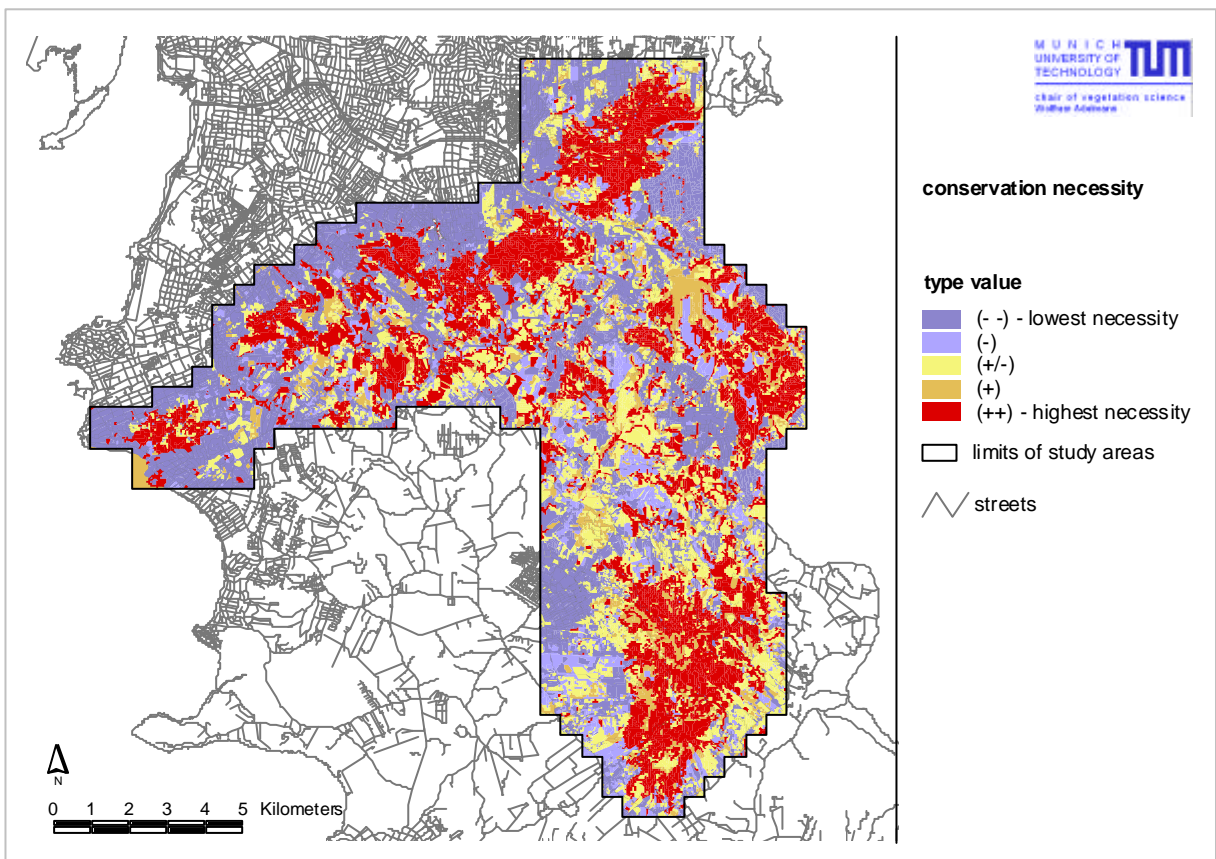 MUNICH
UNIVERSITY OF
TECHNOLOGY TUM
chair of vegetation science
conservation necessity
type value
(- -) - lowest necessity
(-)
(+/-)
(+)
(++) - highest necessity
limits of study areas
streets
N
0 1 2 3 4 5 Kilometers